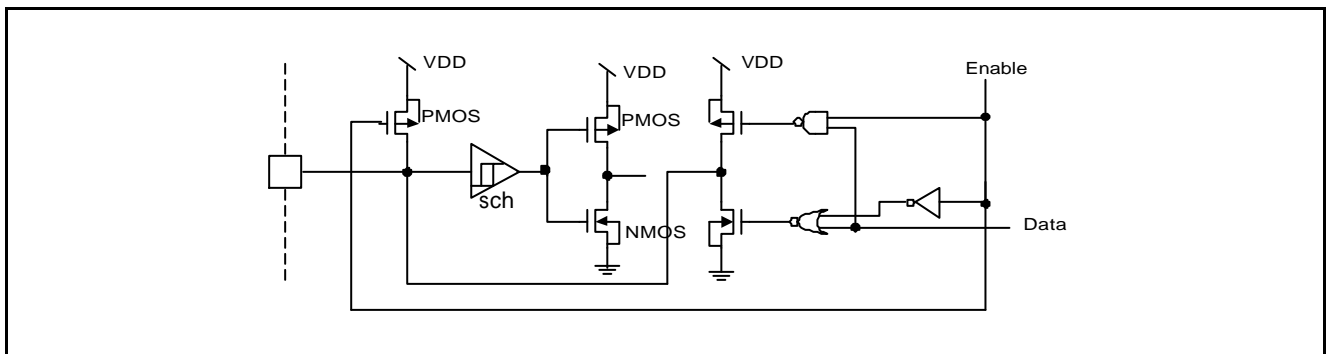 VDD
VDD
VDD
Enable
PMOS
PMOS
sch
NMOS
Data